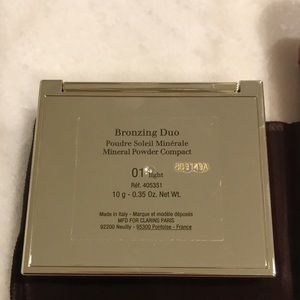 Bronzing Duo
Poudre Soleil Minérale
Mineral Powder Compact
01 light
Réf. 405351
10 g - 0.35 Oz. Net Wt.
Made in Italy - Marque et modèle déposés
MFD FOR CLARINS PARIS
92200 Neuilly - 95300 Pontoise - France